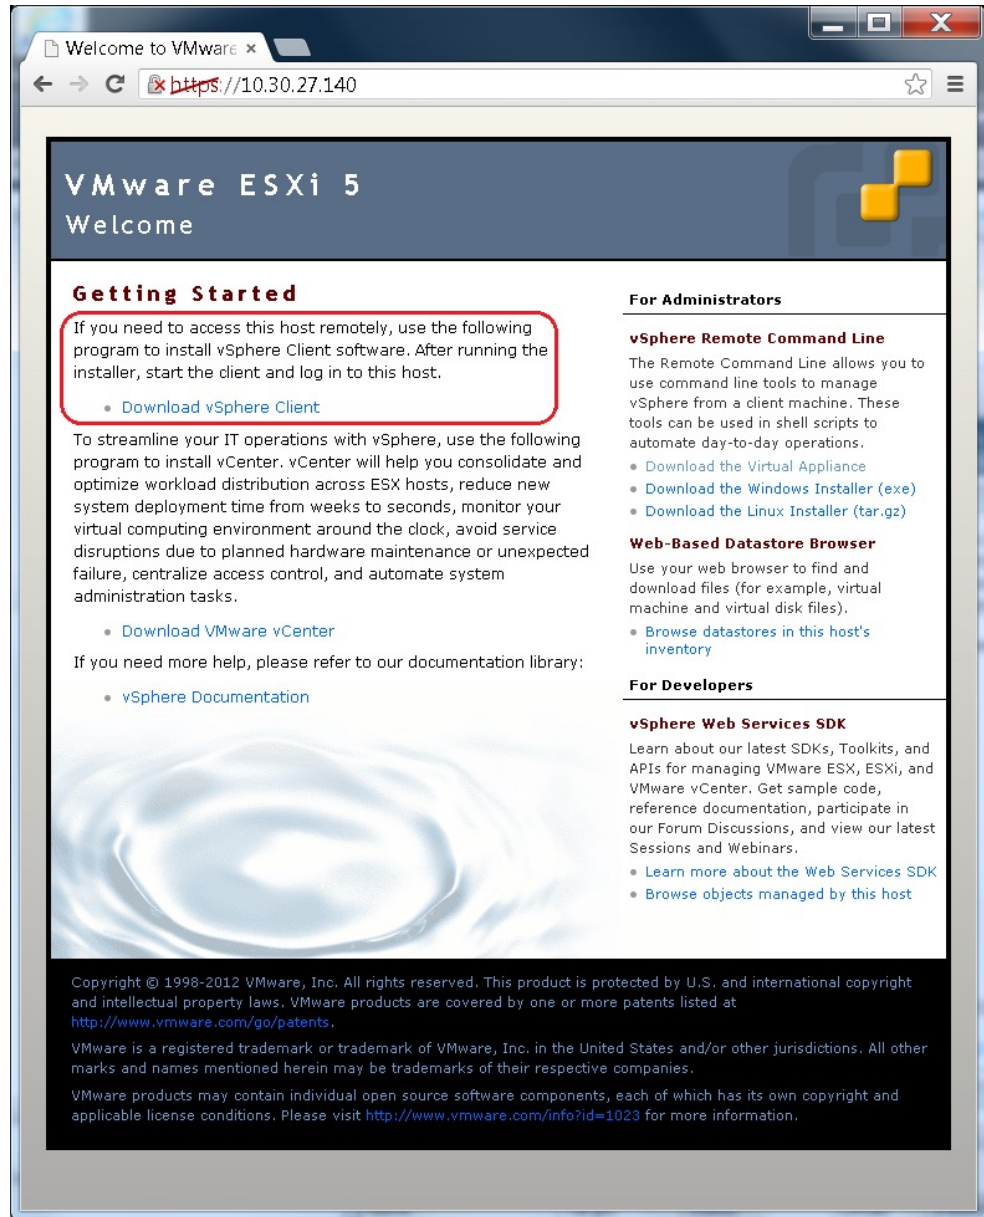 Welcome to VMware
https://10.30.27.140
VMware ESXi 5
Welcome
Getting Started
If you need to access this host remotely, use the following
program to install vSphere Client software. After running the
installer, start the client and log in to this host.
Download vSphere Client
To streamline your IT operations with vSphere, use the following
program to install vCenter. vCenter will help you consolidate and
optimize workload distribution across ESX hosts, reduce new
system deployment time from weeks to seconds, monitor your
virtual computing environment around the clock, avoid service
disruptions due to planned hardware maintenance or unexpected
failure, centralize access control, and automate system
administration tasks.
Download VMware vCenter
If you need more help, please refer to our documentation library:
vSphere Documentation
For Administrators
vSphere Remote Command Line
The Remote Command Line allows you to
use command line tools to manage
vSphere from a client machine. These
tools can be used in shell scripts to
automate day-to-day operations.
Download the Virtual Appliance
Download the Windows Installer (exe)
Download the Linux Installer (tar.gz)
Web-Based Datastore Browser
Use your web browser to find and
download files (for example, virtual
machine and virtual disk files).
Browse datastores in this host's
inventory
For Developers
vSphere Web Services SDK
Learn about our latest SDKs, Toolkits, and
APIs for managing VMware ESX, ESXi, and
VMware vCenter. Get sample code,
reference documentation, participate in
our Forum Discussions, and view our latest
Sessions and Webinars.
Learn more about the Web Services SDK
Browse objects managed by this host
Copyright © 1998-2012 VMware, Inc. All rights reserved. This product is protected by U.S. and international copyright
and intellectual property laws. VMware products are covered by one or more patents listed at
http://www.vmware.com/go/patents.
VMware is a registered trademark or trademark of VMware, Inc. in the United States and/or other jurisdictions. All other
marks and names mentioned herein may be trademarks of their respective companies.
VMware products may contain individual open source software components, each of which has its own copyright and
applicable license conditions. Please visit http://www.vmware.com/info?id=1023 for more information.